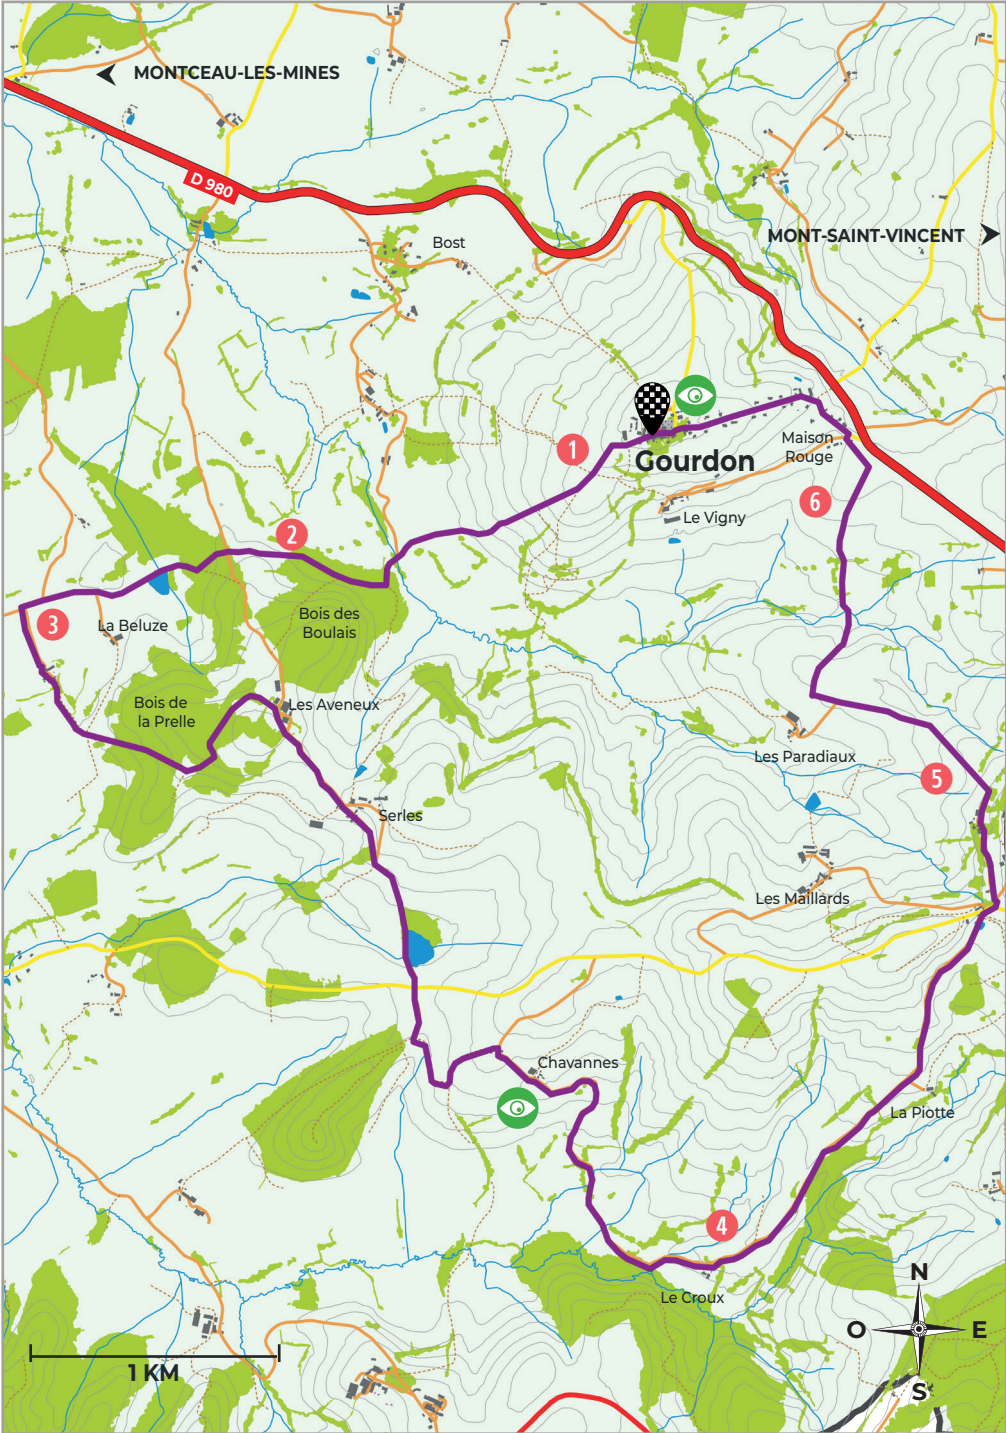 MONTCEAU-LES-MINES
D 980
MONT-SAINT-VINCENT
Bost
1
Maison
Rouge
Gourdon
6
Le Vigny
2
Bois des
Boulais
3
La Beluze
Bois de
la Prelle
Les Aveneux
Les Paradiaux
5
Serles
Les Maillards
Chavannes
La Piotte
4
Le Croux
N
O
E
S
1 KM